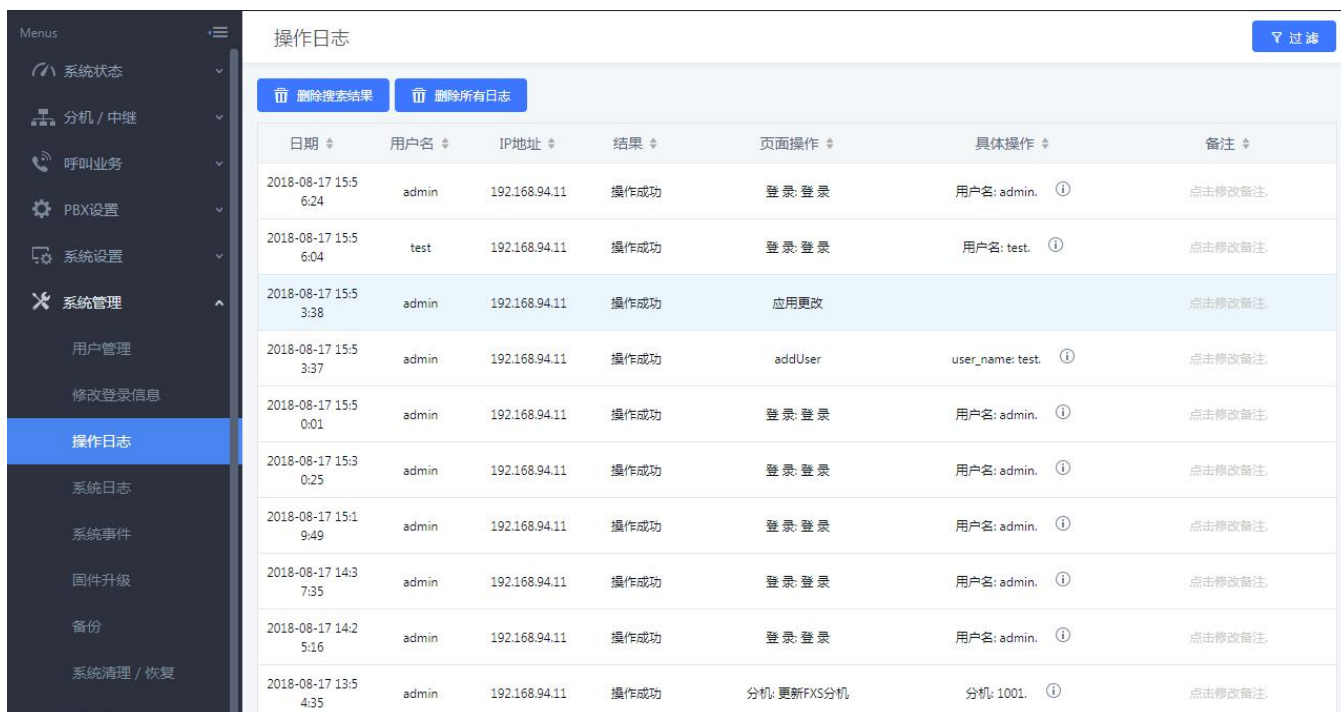 Menus
系统状态
分机 / 中继
呼叫业务
PBX设置
系统设置
系统管理
用户管理
修改登录信息
操作日志
系统日志
系统事件
固件升级
备份
系统清理 / 恢复
操作日志
过滤
删除搜索结果 删除所有日志
日期 用户名 IP地址 结果 页面操作 具体操作 备注
2018-08-17 15:5
6:24 admin 192.168.94.11 操作成功 登录: 登录 用户名: admin. 点击修改备注.
2018-08-17 15:5
6:04 test 192.168.94.11 操作成功 登录: 登录 用户名: test. 点击修改备注.
2018-08-17 15:5
3:38 admin 192.168.94.11 操作成功 应用更改 点击修改备注.
2018-08-17 15:5
3:37 admin 192.168.94.11 操作成功 addUser user_name: test. 点击修改备注.
2018-08-17 15:5
0:01 admin 192.168.94.11 操作成功 登录: 登录 用户名: admin. 点击修改备注.
2018-08-17 15:3
0:25 admin 192.168.94.11 操作成功 登录: 登录 用户名: admin. 点击修改备注.
2018-08-17 15:1
9:49 admin 192.168.94.11 操作成功 登录: 登录 用户名: admin. 点击修改备注.
2018-08-17 14:3
7:35 admin 192.168.94.11 操作成功 登录: 登录 用户名: admin. 点击修改备注.
2018-08-17 14:2
5:16 admin 192.168.94.11 操作成功 登录: 登录 用户名: admin. 点击修改备注.
2018-08-17 13:5
4:35 admin 192.168.94.11 操作成功 分机: 更新FXS分机 分机: 1001. 点击修改备注.